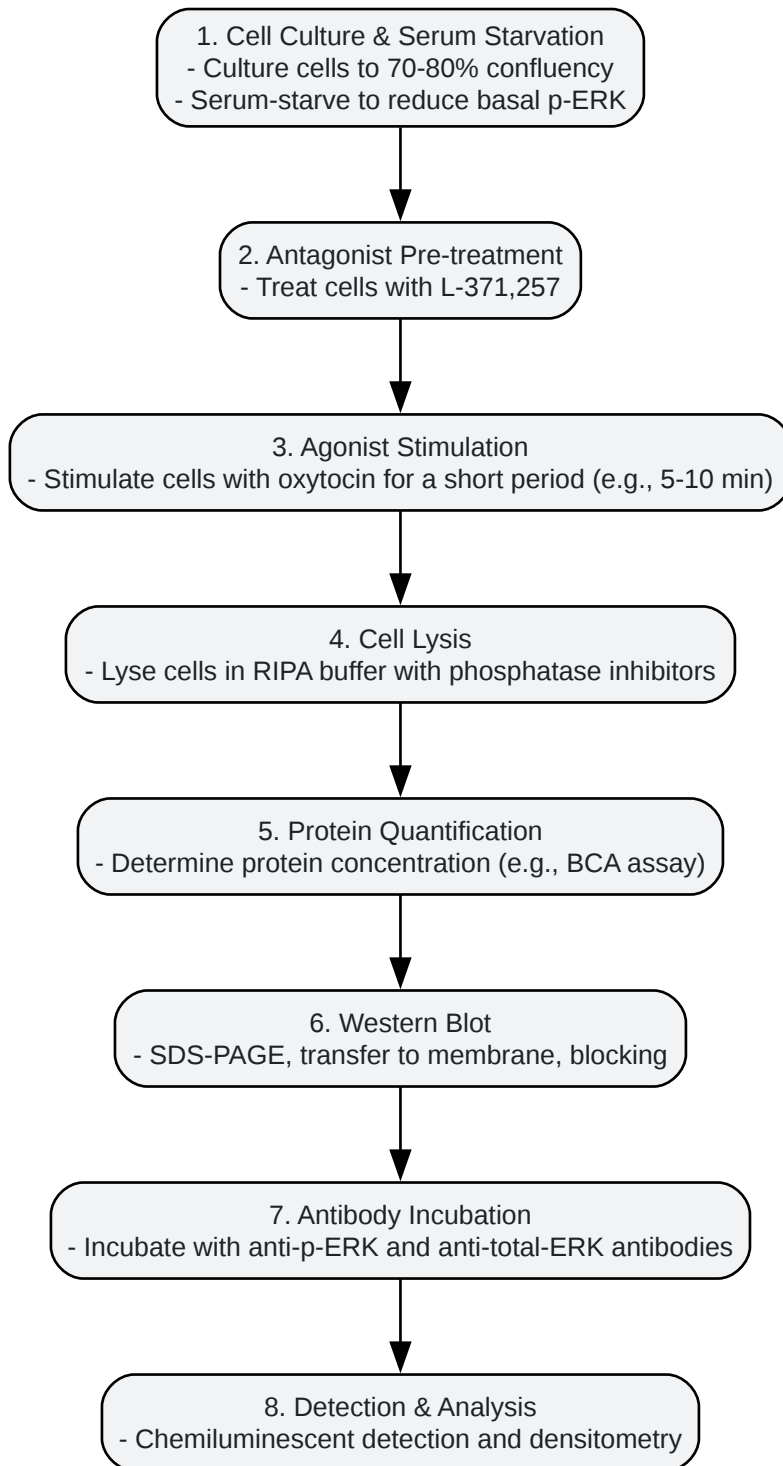 1. Cell Culture & Serum Starvation
- Culture cells to 70-80% confluency
- Serum-starve to reduce basal p-ERK
2. Antagonist Pre-treatment
- Treat cells with L-371,257
3. Agonist Stimulation
- Stimulate cells with oxytocin for a short period (e.g., 5-10 min)
4. Cell Lysis
- Lyse cells in RIPA buffer with phosphatase inhibitors
5. Protein Quantification
- Determine protein concentration (e.g., BCA assay)
6. Western Blot
- SDS-PAGE, transfer to membrane, blocking
7. Antibody Incubation
- Incubate with anti-p-ERK and anti-total-ERK antibodies
8. Detection & Analysis
- Chemiluminescent detection and densitometry